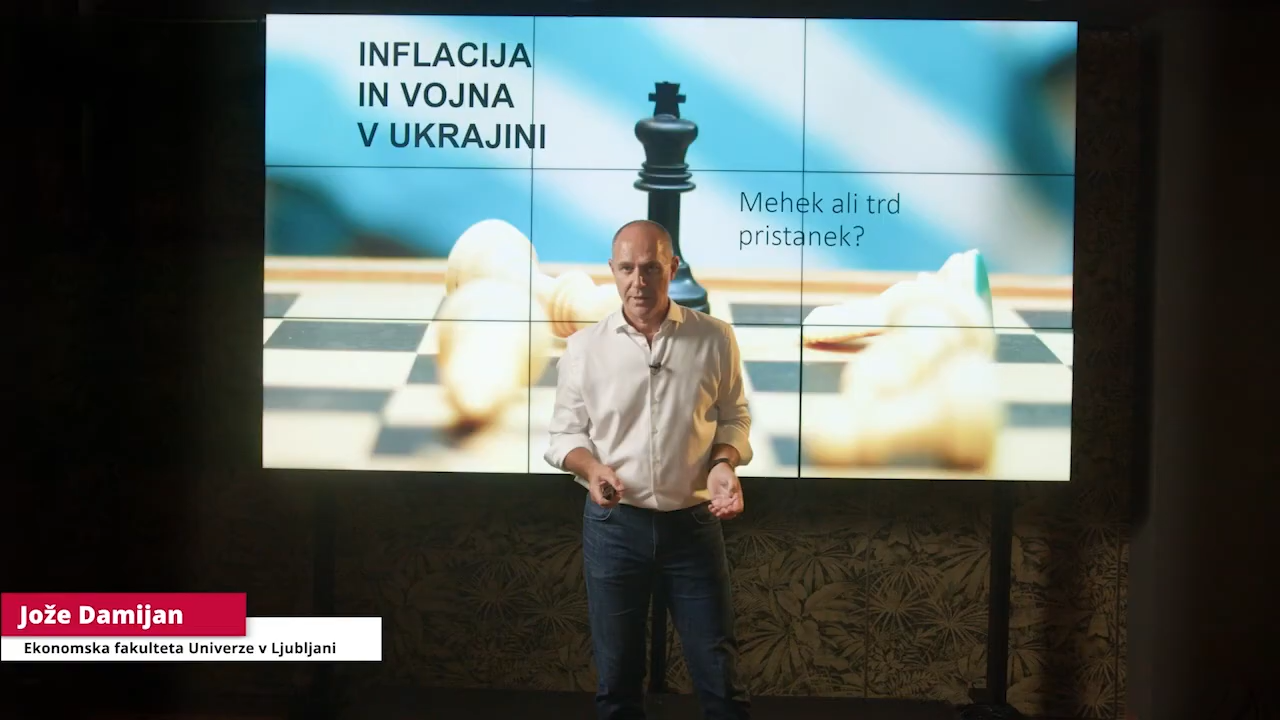 INFLACIJA
IN VOJNA
V UKRAJINI
Mehek ali trd
pristanek?
Jože Damijan
Ekonomska fakulteta Univerze v Ljubljani